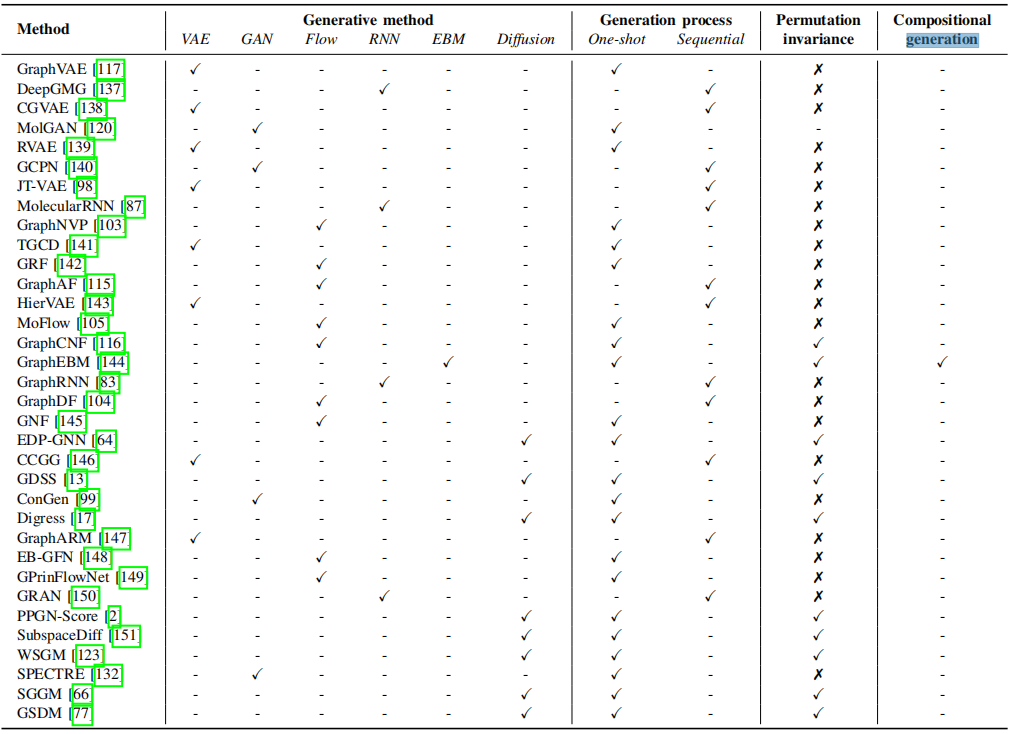 Method Generative method Generation process Permutation invariance Compositional generation
VAE GAN Flow RNN EBM Diffusion One-shot Sequential
GraphVAE [117] ✓ - - - - - ✓ - ✗ -
DeepGMG [137] - - - ✓ - - - ✓ ✗ -
CGVAE [138] ✓ - - - - - - ✓ ✗ -
MolGAN [120] - ✓ - - - - ✓ - - -
RVAE [139] ✓ - - - - - ✓ - ✗ -
GCPN [140] - ✓ - - - - - ✓ ✗ -
JT-VAE [98] ✓ - - - - - - ✓ ✗ -
MolecularRNN [87] - - - ✓ - - - ✓ ✗ -
GraphNVP [103] - - ✓ - - - ✓ - ✗ -
TGCD [141] ✓ - - - - - ✓ - ✗ -
GRF [142] - - ✓ - - - ✓ - ✗ -
GraphAF [115] - - ✓ - - - - ✓ ✗ -
HierVAE [143] ✓ - - - - - - ✓ ✗ -
MoFlow [105] - - ✓ - - - ✓ - ✗ -
GraphCNF [116] - - ✓ - - - ✓ - ✓ -
GraphEBM [144] - - - - ✓ - ✓ - ✓ ✓
GraphRNN [83] - - - ✓ - - - ✓ ✗ -
GraphDF [104] - - ✓ - - - - ✓ ✗ -
GNF [145] - - ✓ - - - ✓ - ✗ -
EDP-GNN [64] - - - - - ✓ ✓ - ✓ -
CCGG [146] ✓ - - - - - - ✓ ✗ -
GDSS [13] - - - - - ✓ ✓ - ✓ -
ConGen [99] - ✓ - - - - ✓ - ✗ -
Digress [17] - - - - - ✓ ✓ - ✓ -
GraphARM [147] ✓ - - - - - - ✓ ✗ -
EB-GFN [148] - - ✓ - - - ✓ - ✗ -
GPrinFlowNet [149] - - ✓ - - - ✓ - ✗ -
GRAN [150] - - - ✓ - - - ✓ ✗ -
PPGN-Score [2] - - - - - ✓ ✓ - ✓ -
SubspaceDiff [151] - - - - - ✓ ✓ - ✓ -
WSGM [123] - - - - - ✓ ✓ - ✓ -
SPECTRE [132] - ✓ - - - - ✓ - ✗ -
SGGM [66] - - - - - ✓ ✓ - ✓ -
GSDM [77] - - - - - ✓ ✓ - ✓ -